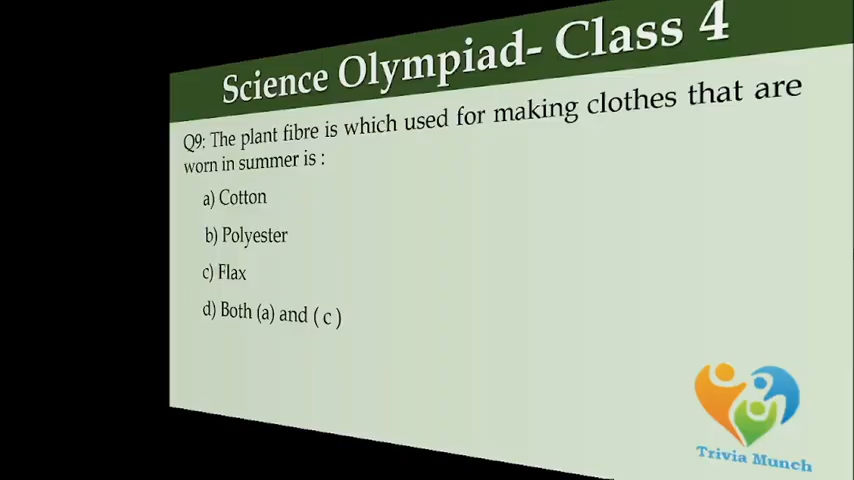 Science Olympiad- Class 4
Q9: The plant fibre is which used for making clothes that are
worn in summer is :
a) Cotton
b) Polyester
c) Flax
d) Both (a) and ( c )
Trivia Munch